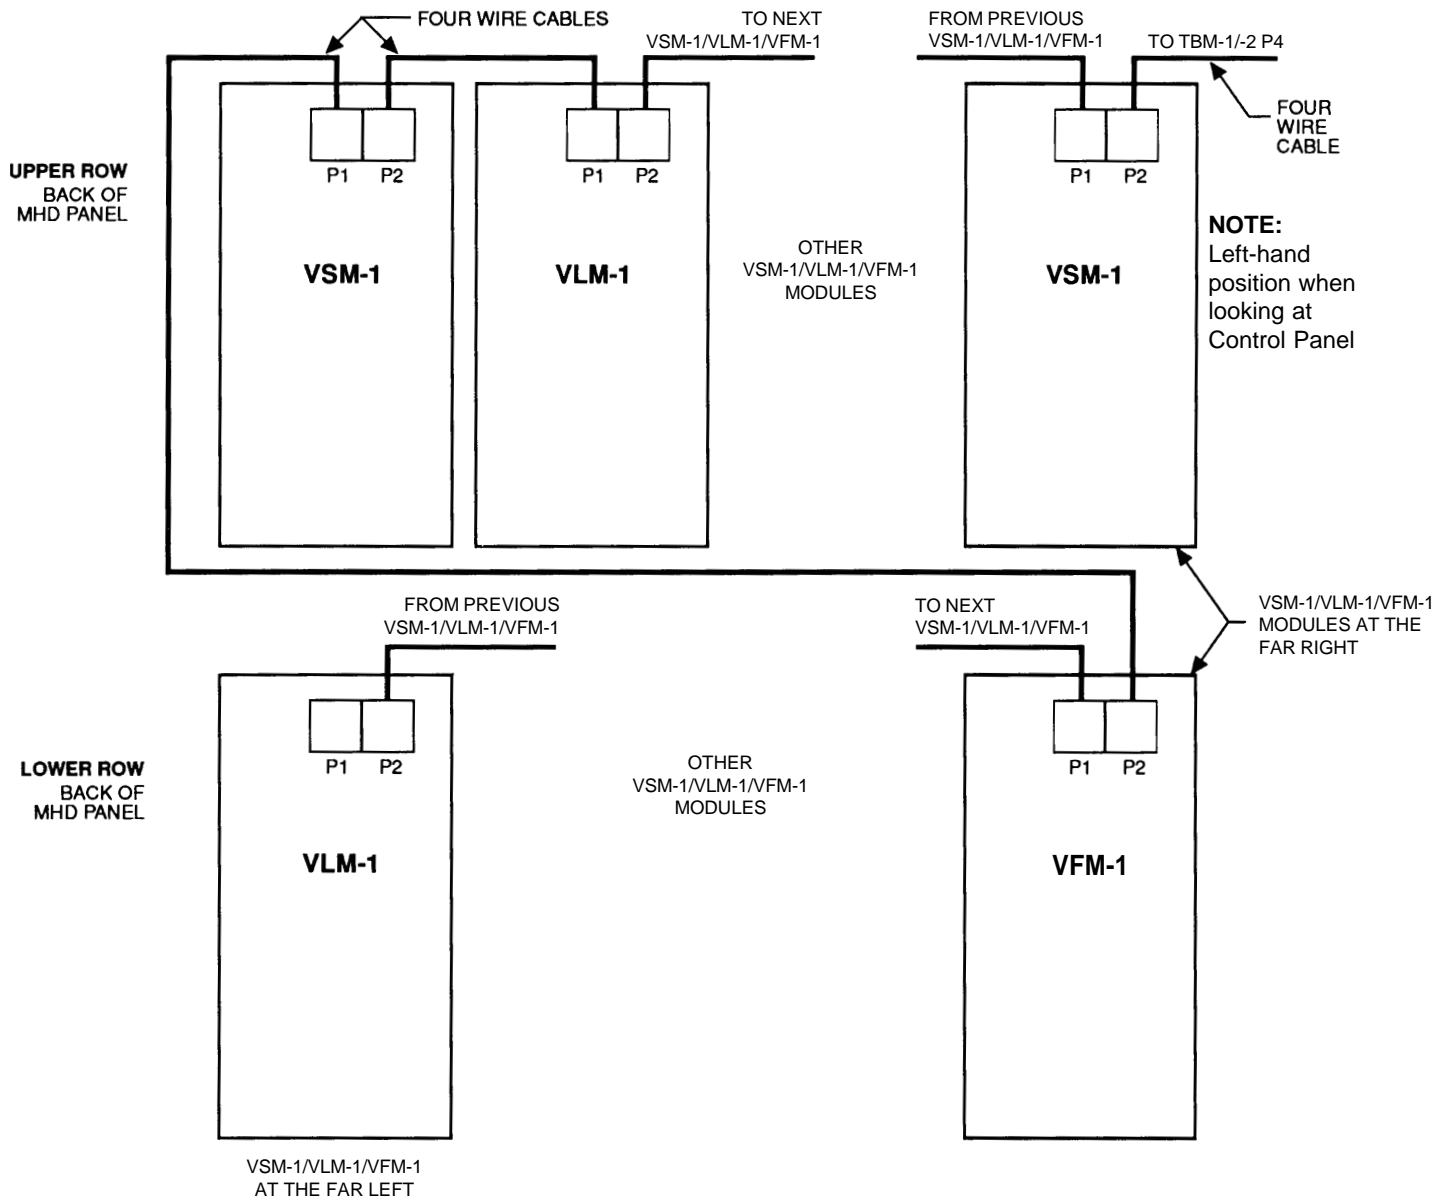 FOUR WIRE CABLES
TO NEXT
VSM-1/VLM-1/VFM-1
FROM PREVIOUS
VSM-1/VLM-1/VFM-1
TO TBM-1/-2 P4
FOUR
WIRE
CABLE
UPPER ROW
BACK OF
MHD PANEL
P1 P2
VSM-1
P1 P2
VLM-1
OTHER
VSM-1/VLM-1/VFM-1
MODULES
P1 P2
VSM-1
NOTE:
Left-hand
position when
looking at
Control Panel
FROM PREVIOUS
VSM-1/VLM-1/VFM-1
TO NEXT
VSM-1/VLM-1/VFM-1
VSM-1/VLM-1/VFM-1
MODULES AT THE
FAR RIGHT
LOWER ROW
BACK OF
MHD PANEL
P1 P2
VLM-1
OTHER
VSM-1/VLM-1/VFM-1
MODULES
P1 P2
VFM-1
VSM-1/VLM-1/VFM-1
AT THE FAR LEFT